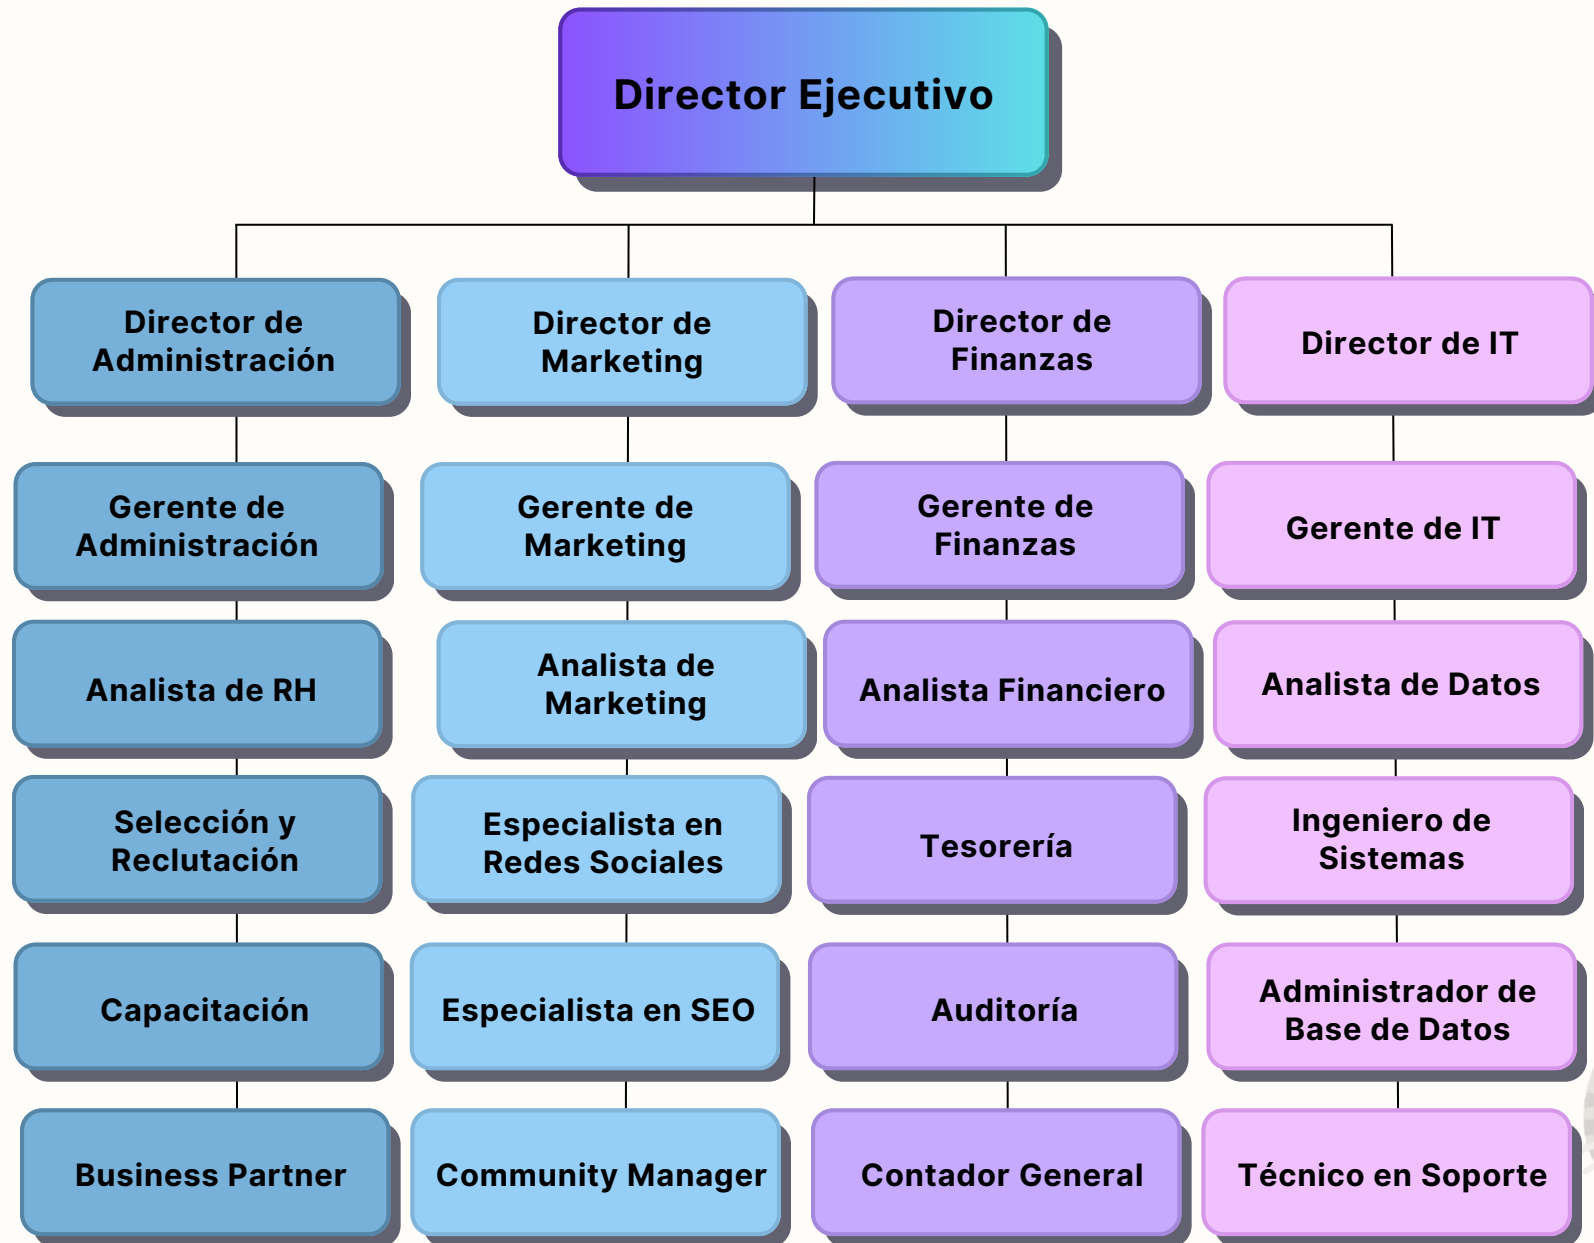 Director Ejecutivo
Director de
Administración
Director de
Marketing
Director de
Finanzas
Director de IT
Gerente de
Administración
Gerente de
Marketing
Gerente de
Finanzas
Gerente de IT
Analista de RH
Analista de
Marketing
Analista Financiero
Analista de Datos
Selección y
Reclutación
Especialista en
Redes Sociales
Tesorería
Ingeniero de
Sistemas
Capacitación
Especialista en SEO
Auditoría
Administrador de
Base de Datos
Business Partner
Community Manager
Contador General
Técnico en Soporte